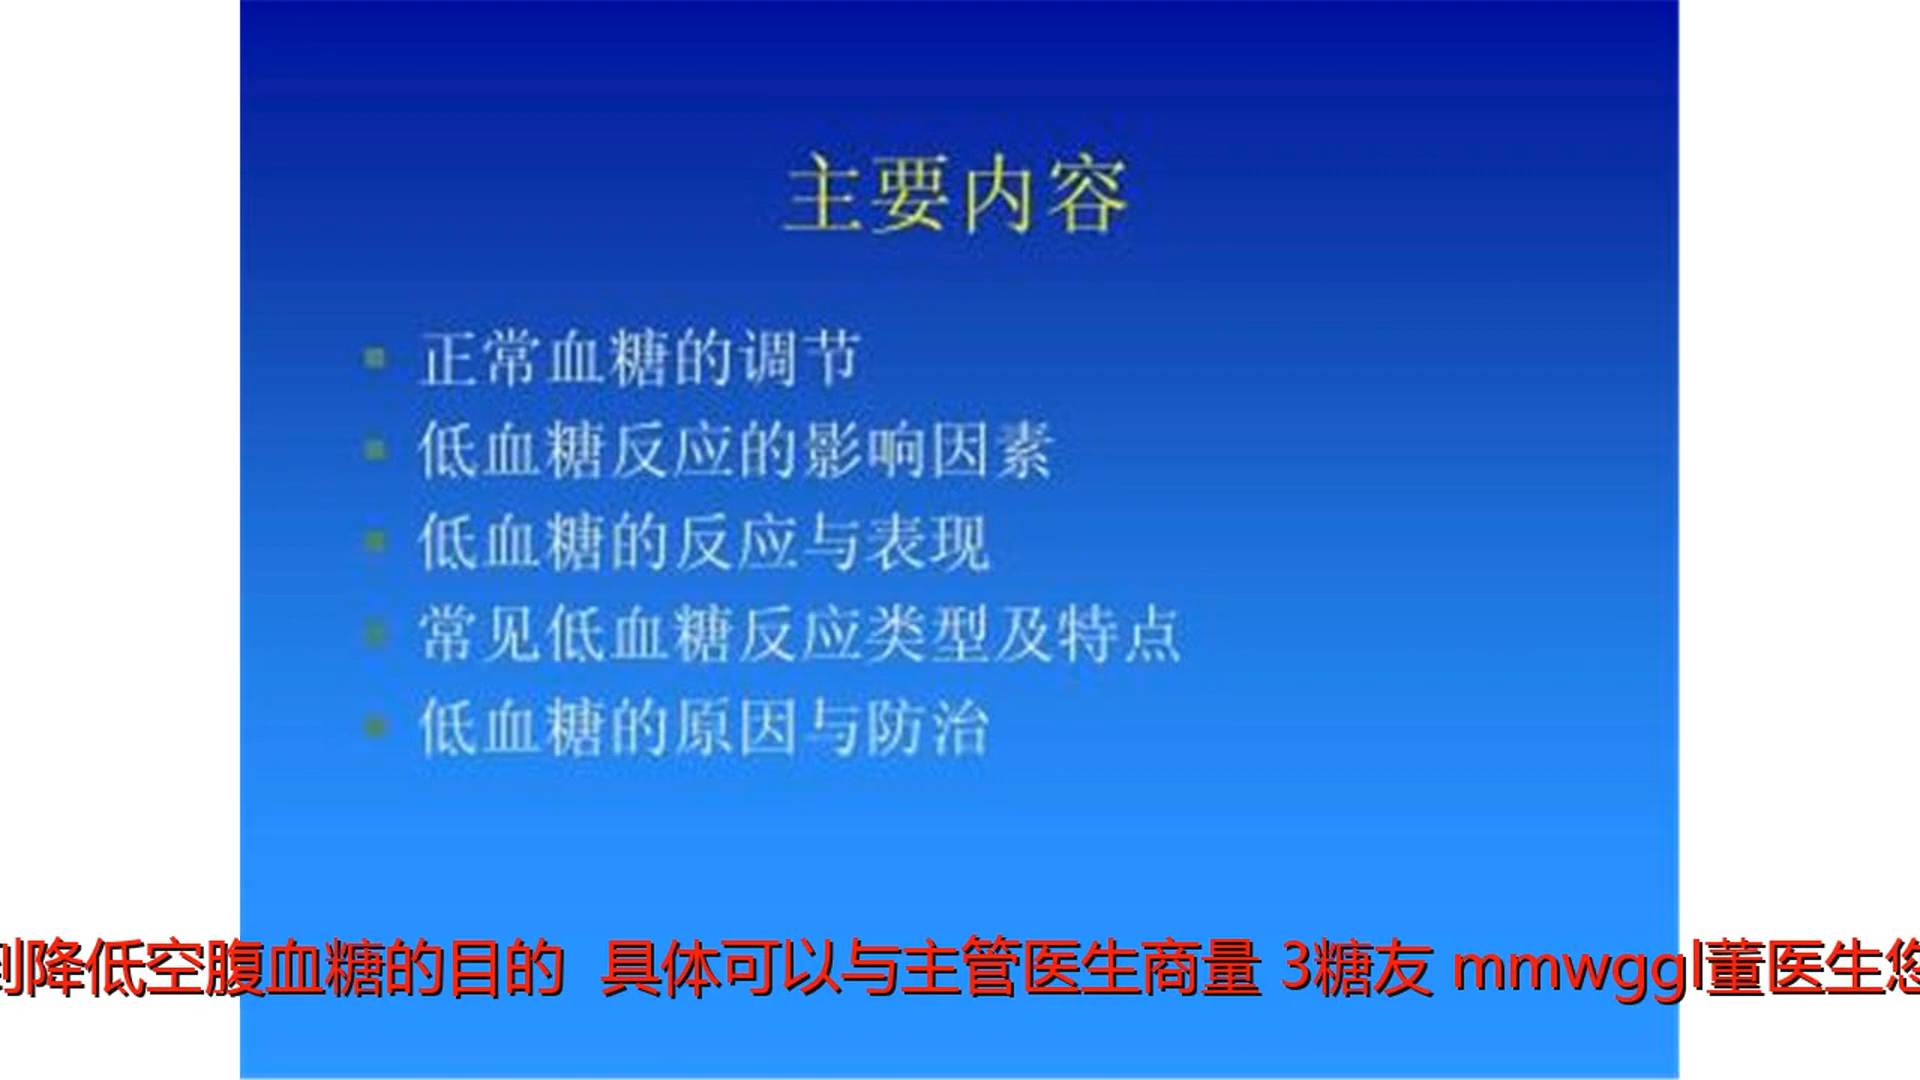 主要内容
正常血糖的调节
低血糖反应的影响因素
低血糖的反应与表现
常见低血糖反应类型及特点
低血糖的原因与防治
到降低空腹血糖的目的 具体可以与主管医生商量 3糖友 mmwggl董医生您